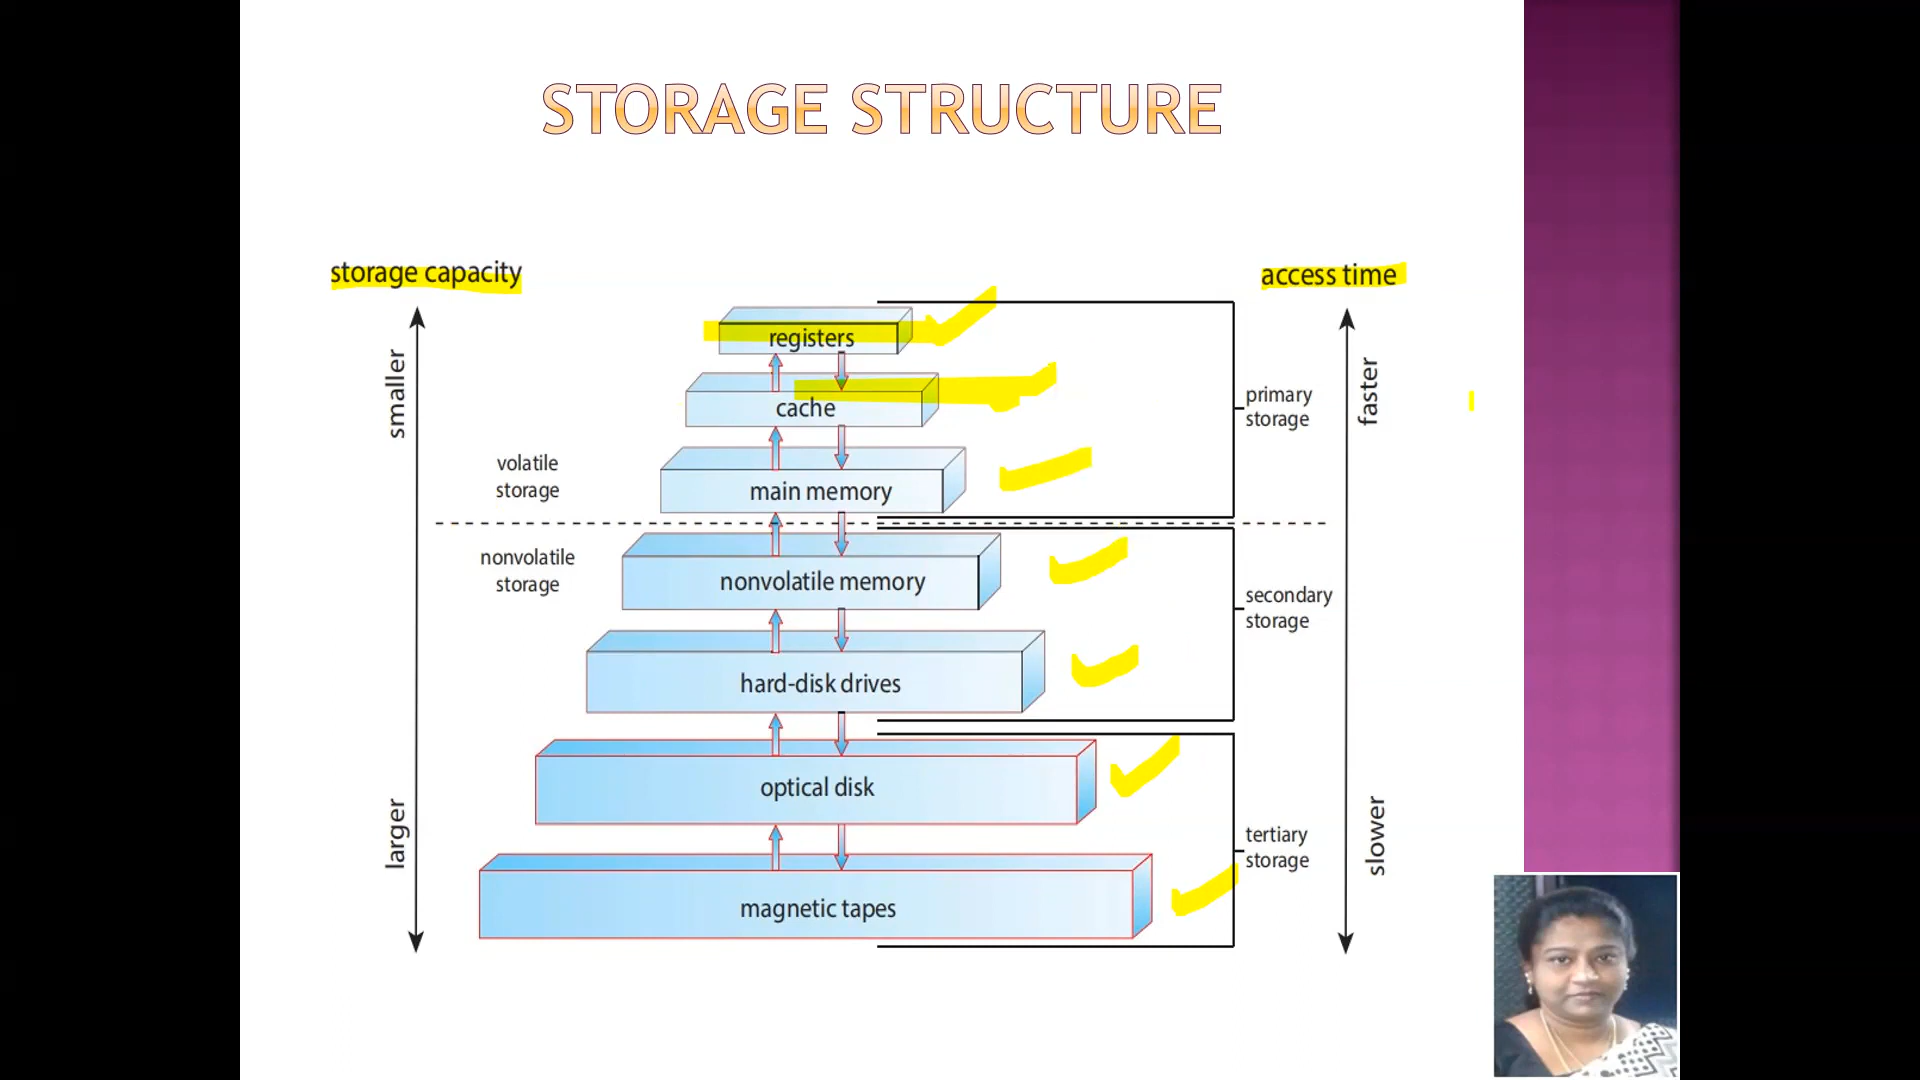 STORAGE STRUCTURE
storage capacity
access time
smaller
larger
volatile
storage
nonvolatile
storage
registers
cache
main memory
nonvolatile memory
hard-disk drives
optical disk
magnetic tapes
primary
storage
secondary
storage
tertiary
storage
faster
slower